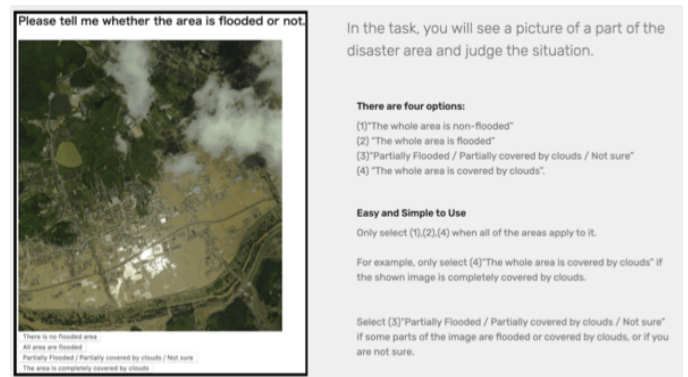 Please tell me whether the area is flooded or not.
There is no flooded area
All area are flooded
Partially Flooded / Partially covered by clouds / Not sure
The area is completely covered by clouds
In the task, you will see a picture of a part of the
disaster area and judge the situation.
There are four options:
(1)"The whole area is non-flooded"
(2) "The whole area is flooded"
(3)"Partially Flooded / Partially covered by clouds / Not sure"
(4) "The whole area is covered by clouds".
Easy and Simple to Use
Only select (1),(2),(4) when all of the areas apply to it.
For example, only select (4)"The whole area is covered by clouds" if
the shown image is completely covered by clouds.
Select (3)"Partially Flooded / Partially covered by clouds / Not sure"
if some parts of the image are flooded or covered by clouds, or if you
are not sure.